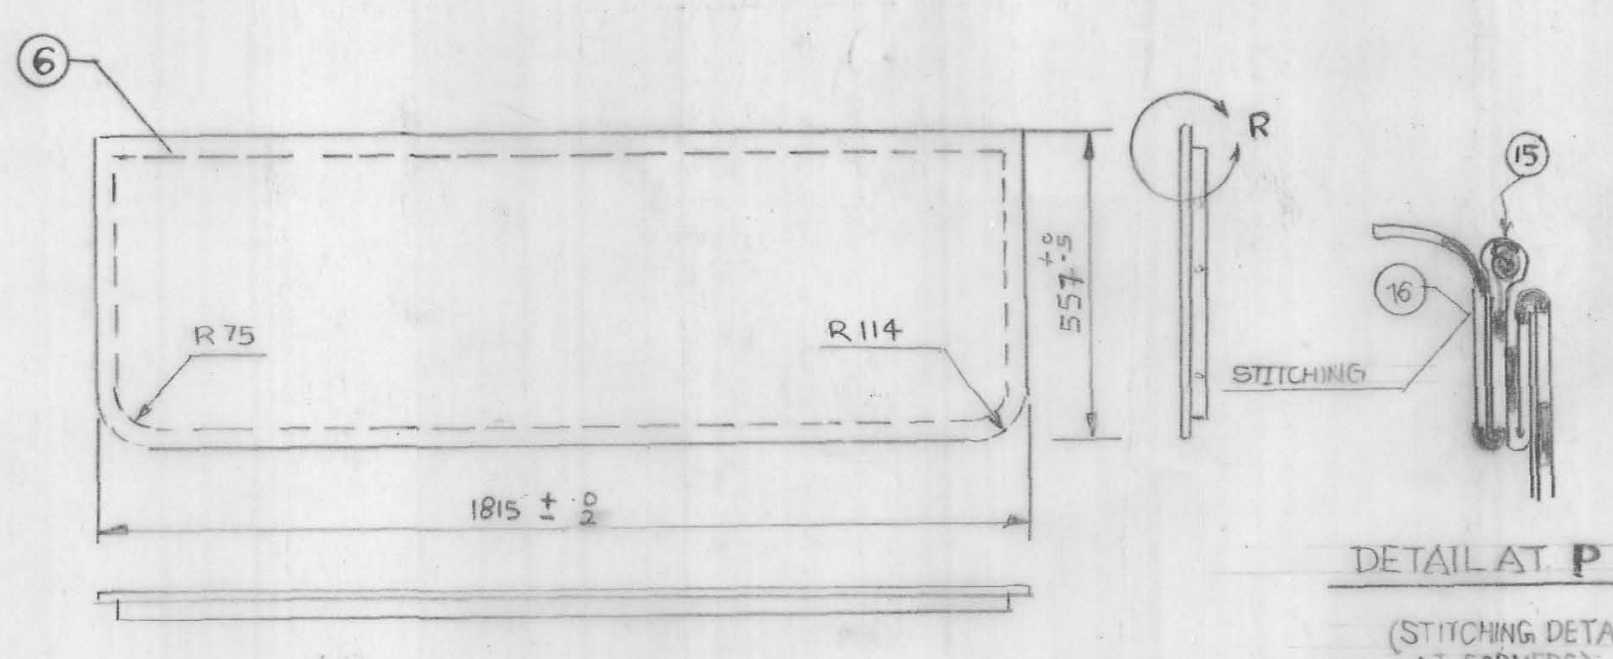 6
R
15
557 +0 -5
16
R 75
R 114
STITCHING
1815 ± 0 2
DETAIL AT P
(STITCHING DETA